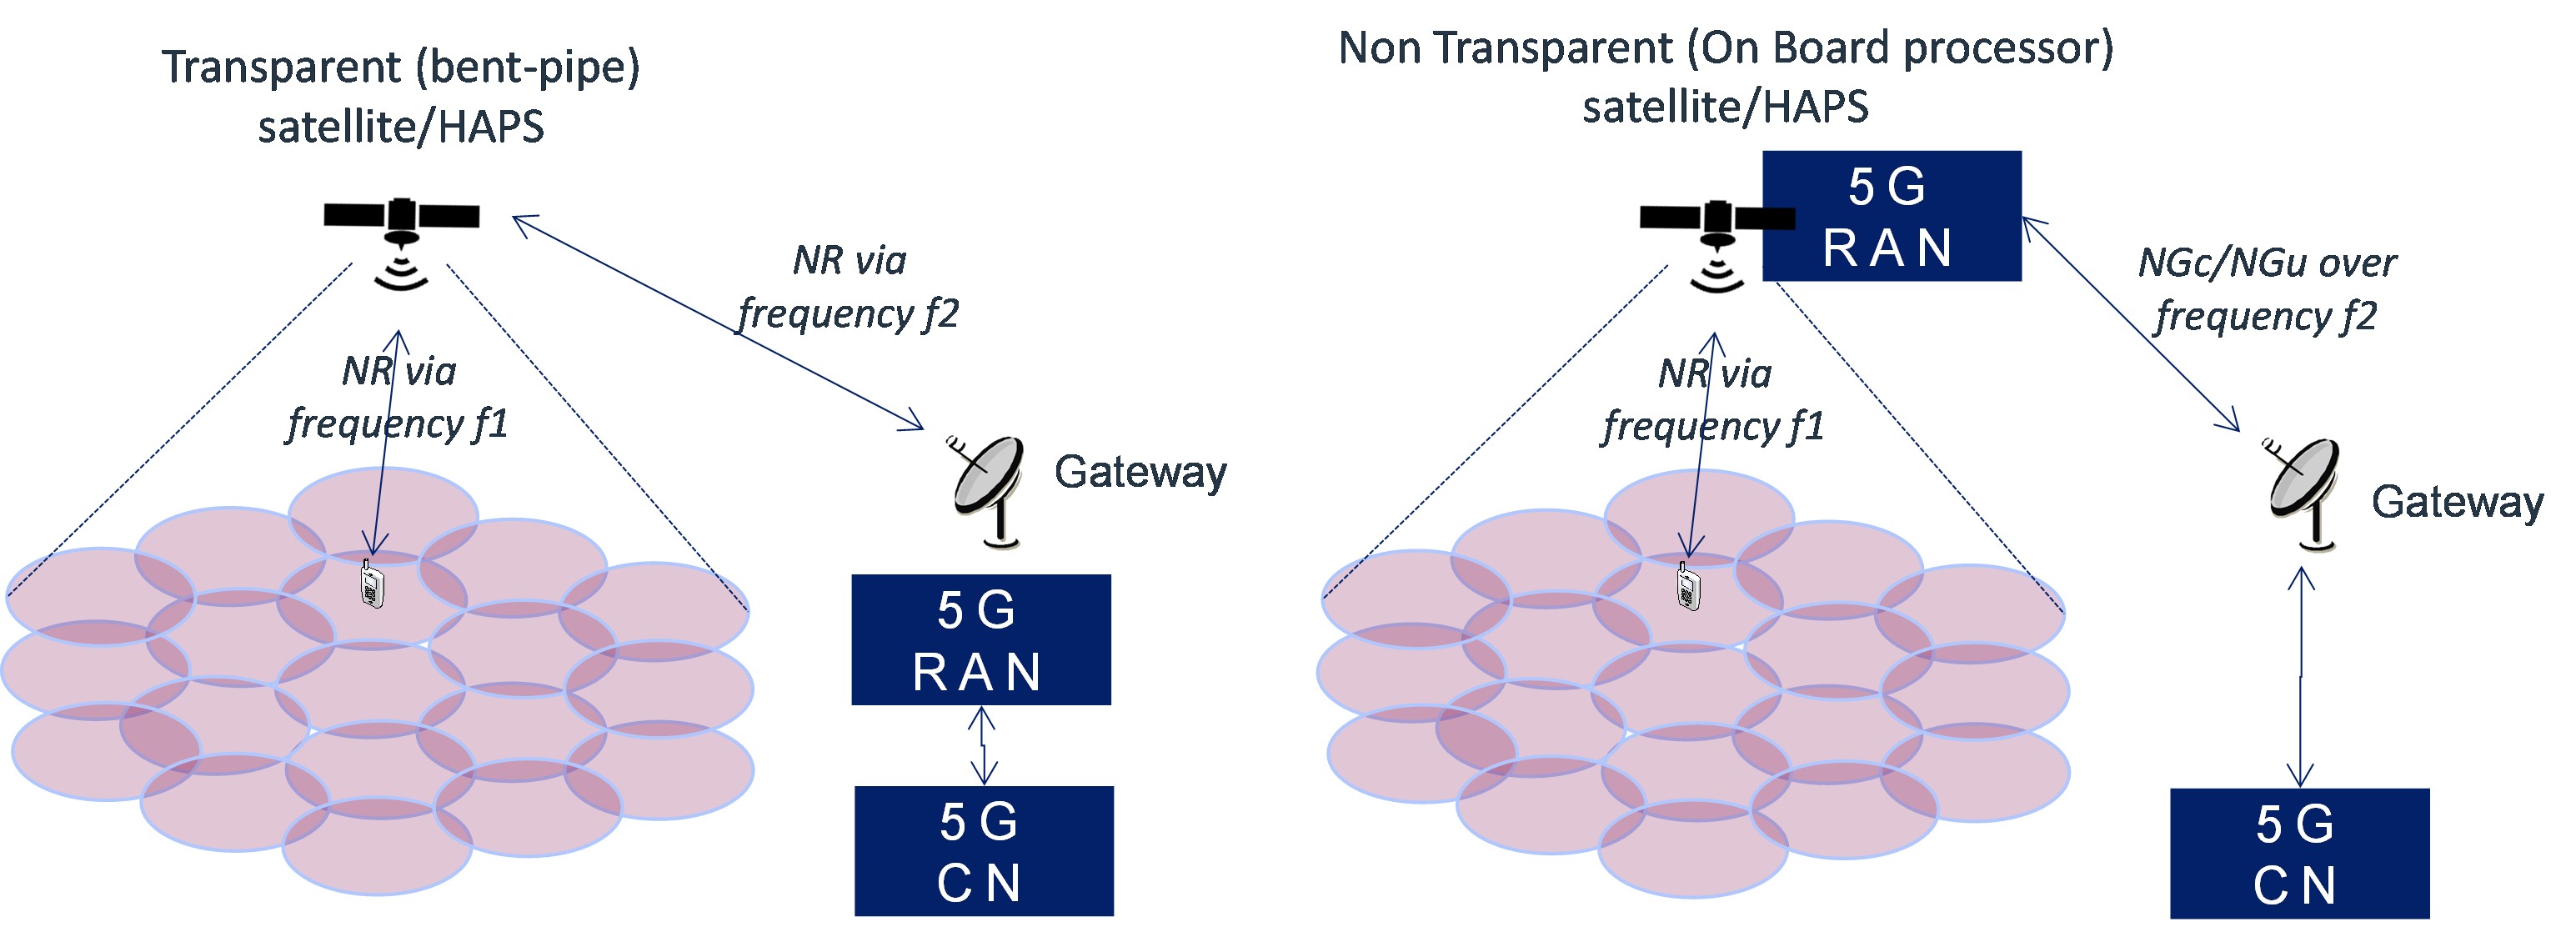 Transparent (bent-pipe)
satellite/HAPS
NR via
frequency f2
NR via
frequency f1
Gateway
5G
RAN
5G
CN
Non Transparent (On Board processor)
satellite/HAPS
5G
RAN
NGc/NGu over
frequency f2
NR via
frequency f1
Gateway
5G
CN